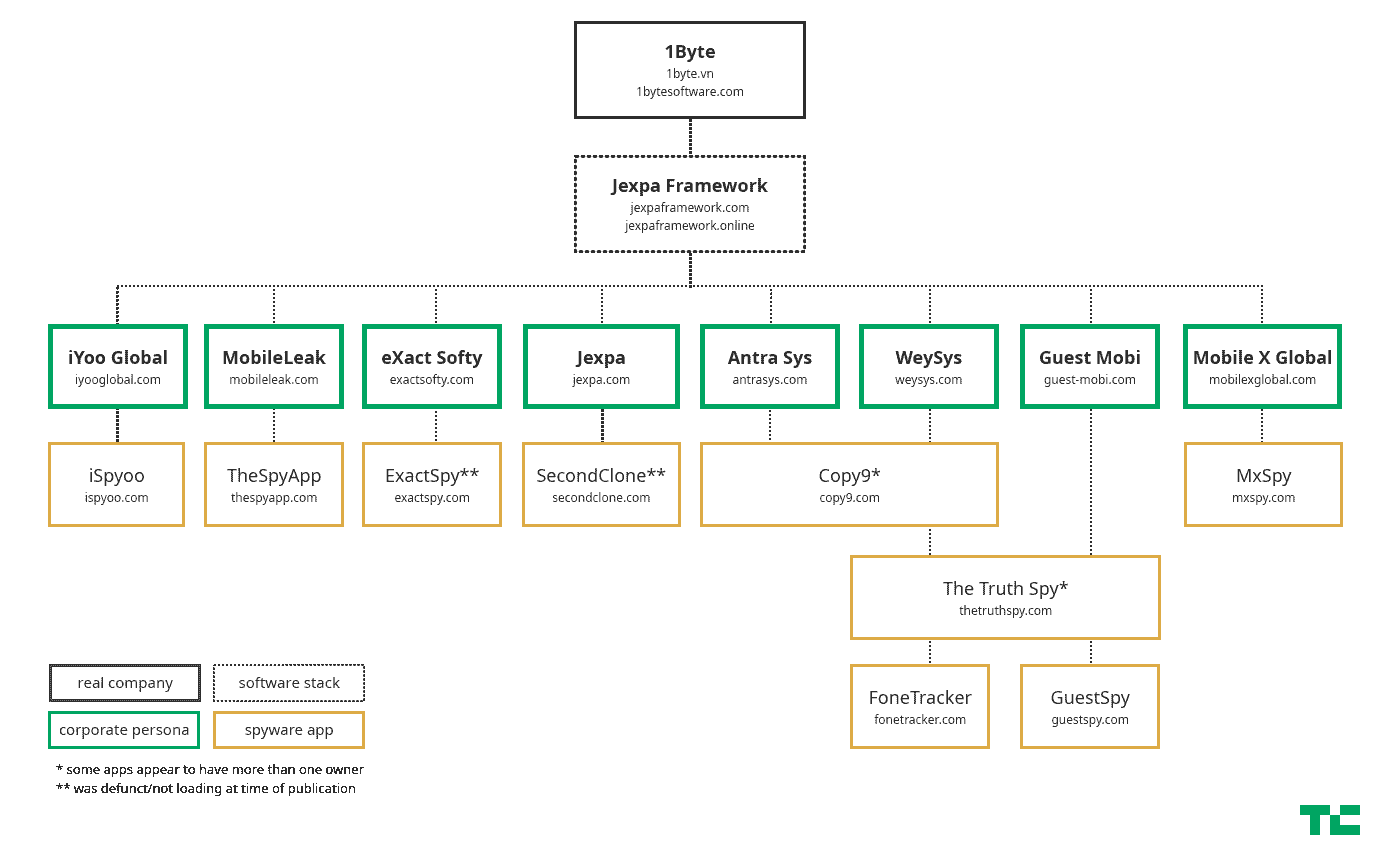 1Byte
1byte.vn
1bytesoftware.com
Jexpa Framework
jexpaframework.com
jexpaframework.online
iYoo Global
iyooglobal.com
MobileLeak
mobileleak.com
eXact Softy
exactsofty.com
Jexpa
jexpa.com
Antra Sys
antrasys.com
WeySys
weysys.com
Guest Mobi
guest-mobi.com
Mobile X Global
mobilexglobal.com
iSpyoo
ispyoo.com
TheSpyApp
thespyapp.com
ExactSpy**
exactspy.com
SecondClone**
secondclone.com
Copy9*
copy9.com
MxSpy
mxspy.com
The Truth Spy*
thetruthspy.com
FoneTracker
fonetracker.com
GuestSpy
guestspy.com
real company
software stack
corporate persona
spyware app
* some apps appear to have more than one owner
** was defunct/not loading at time of publication
TC